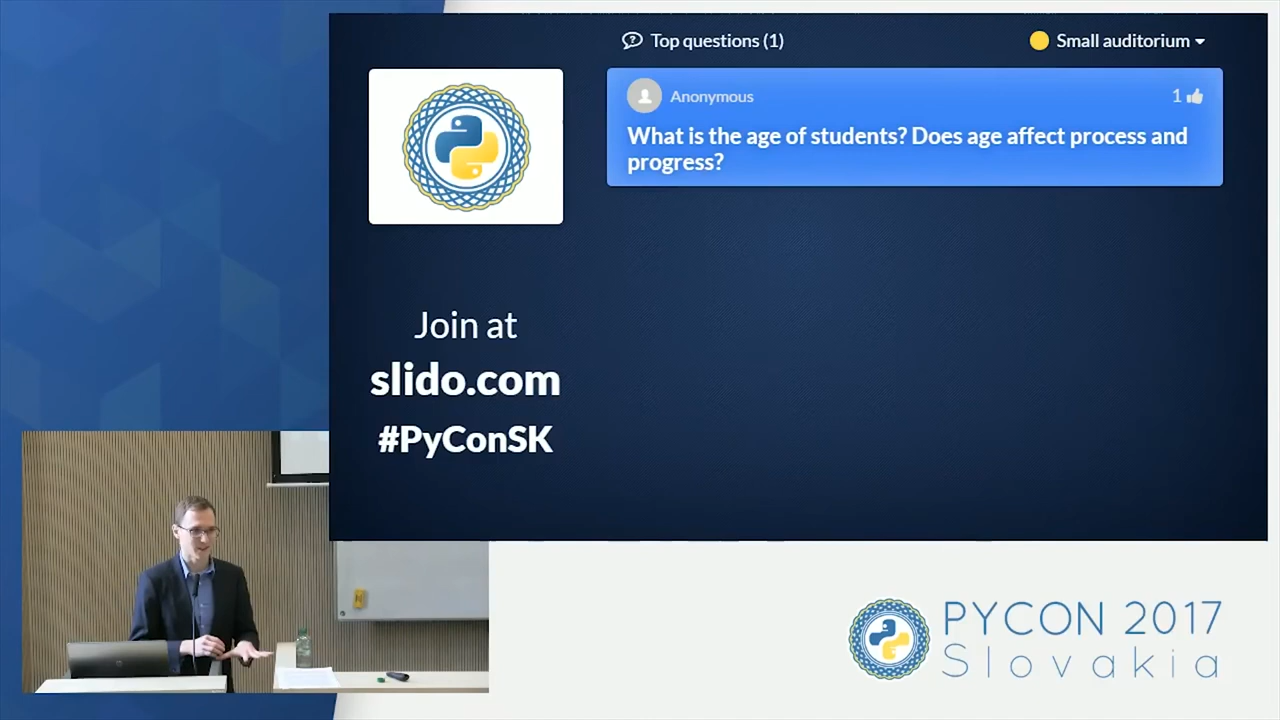 Top questions (1)
Small auditorium
Anonymous
1
What is the age of students? Does age affect process and
progress?
Join at
slido.com
#PyConSK
PYCON 2017
Slovakia